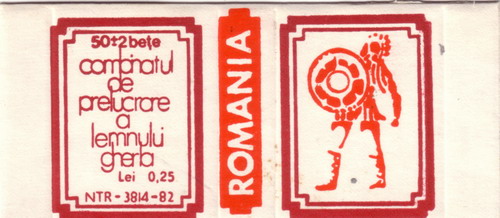 50±2 bețe
combinatul
de
prelucrare
a
lemnului
gherla
Lei 0,25
NTR-3814-82
ROMANIA